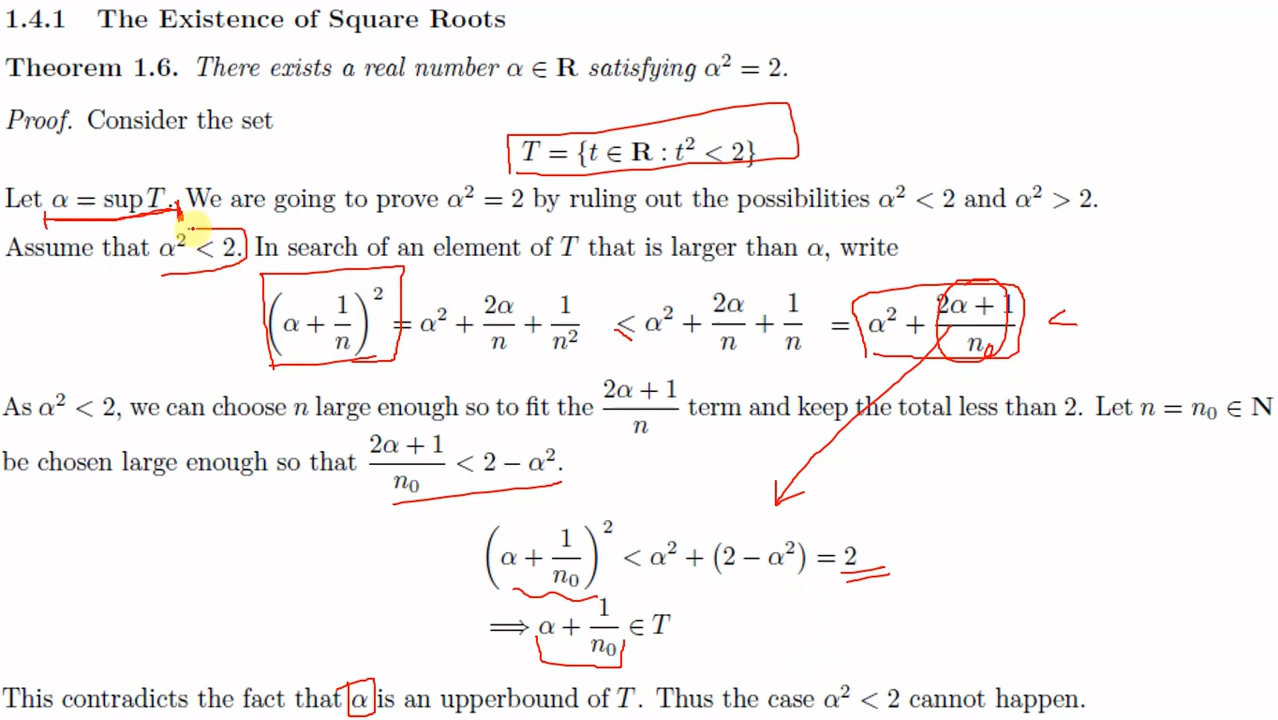 1.4.1 The Existence of Square Roots
Theorem 1.6. There exists a real number α ∈ R satisfying α² = 2.
Proof. Consider the set
T = {t ∈ R : t² < 2}
Let α = sup T. We are going to prove α² = 2 by ruling out the possibilities α² < 2 and α² > 2.
Assume that α² < 2. In search of an element of T that is larger than α, write
(α + 1/n)² = α² + 2α/n + 1/n² < α² + 2α/n + 1/n = α² + (2α + 1)/n₀ <
As α² < 2, we can choose n large enough so to fit the (2α + 1)/n term and keep the total less than 2. Let n = n₀ ∈ N
be chosen large enough so that (2α + 1)/n₀ < 2 − α².
(α + 1/n₀)² < α² + (2 − α²) = 2
⟹ α + 1/n₀ ∈ T
This contradicts the fact that α is an upperbound of T. Thus the case α² < 2 cannot happen.